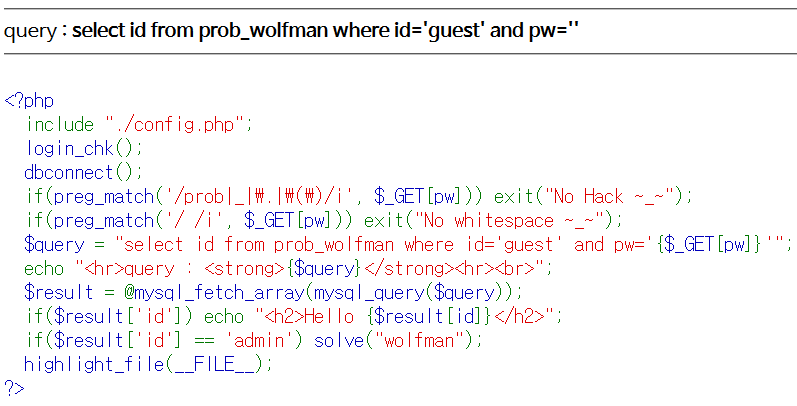 query : select id from prob_wolfman where id='guest' and pw=''
<?php
include "./config.php";
login_chk();
dbconnect();
if(preg_match('/prob|_|₩.|₩(₩)/i', $_GET[pw])) exit("No Hack ~_~");
if(preg_match('/ /i', $_GET[pw])) exit("No whitespace ~_~");
$query = "select id from prob_wolfman where id='guest' and pw='{$_GET[pw]}'";
echo "<hr>query : <strong>{$query}</strong><hr><br>";
$result = @mysql_fetch_array(mysql_query($query));
if($result['id']) echo "<h2>Hello {$result[id]}</h2>";
if($result['id'] == 'admin') solve("wolfman");
highlight_file(__FILE__);
?>